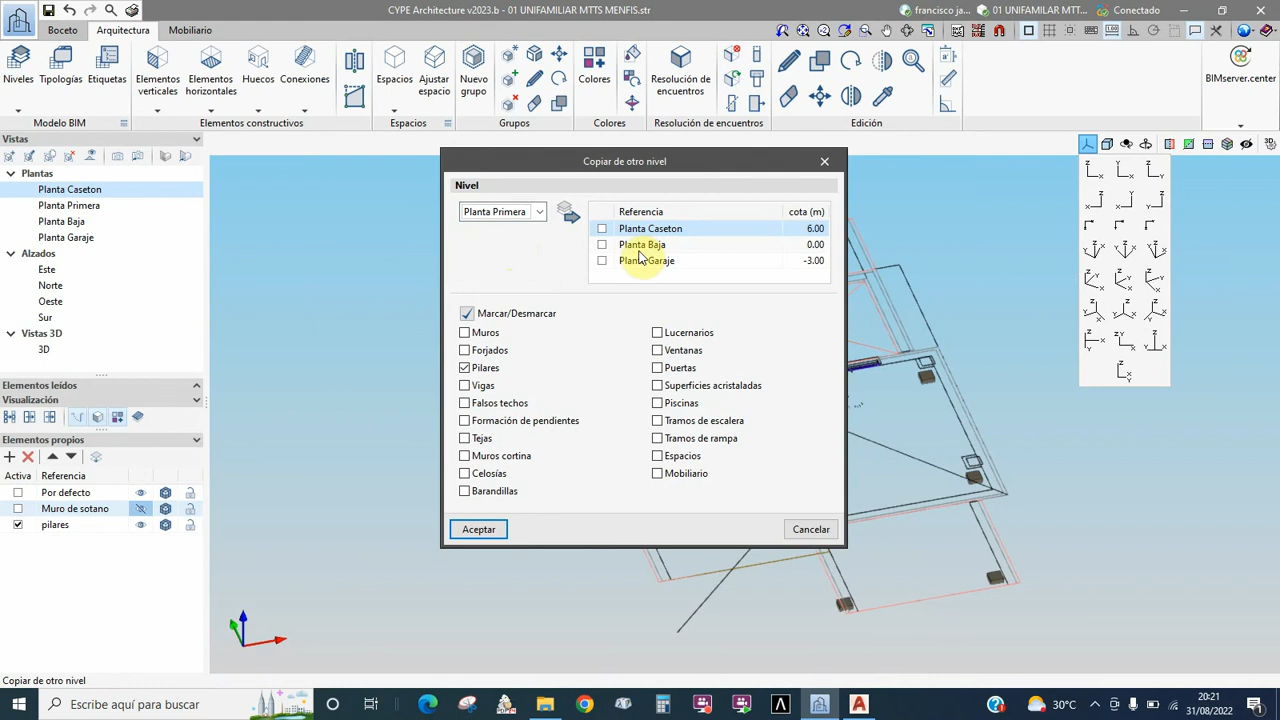 CYPE Architecture v2023.b - 01 UNIFAMILIAR MTTS MENFIS.str
francisco ja...
01 UNIFAMILAR MTT...
Conectado
Boceto
Arquitectura
Mobiliario
Niveles
Tipologías
Etiquetas
Elementos verticales
Elementos horizontales
Huecos
Conexiones
Espacios
Ajustar espacio
Nuevo grupo
Colores
Resolución de encuentros
BIMserver.center
Modelo BIM
Elementos constructivos
Espacios
Grupos
Colores
Resolución de encuentros
Edición
Vistas
Plantas
Planta Caseton
Planta Primera
Planta Baja
Planta Garaje
Alzados
Este
Norte
Oeste
Sur
Vistas 3D
3D
Elementos leídos
Visualización
Elementos propios
Activa Referencia
Por defecto
Muro de sotano
pilares
Copiar de otro nivel
Nivel
Planta Primera
Referencia cota (m)
Planta Caseton 6.00
Planta Baja 0.00
Planta Garaje -3.00
Marcar/Desmarcar
Muros
Forjados
Pilares
Vigas
Falsos techos
Formación de pendientes
Tejas
Muros cortina
Celosías
Barandillas
Lucernarios
Ventanas
Puertas
Superficies acristaladas
Piscinas
Tramos de escalera
Tramos de rampa
Espacios
Mobiliario
Aceptar
Cancelar
Copiar de otro nivel
Escribe aquí para buscar
30°C
20:21
31/08/2022